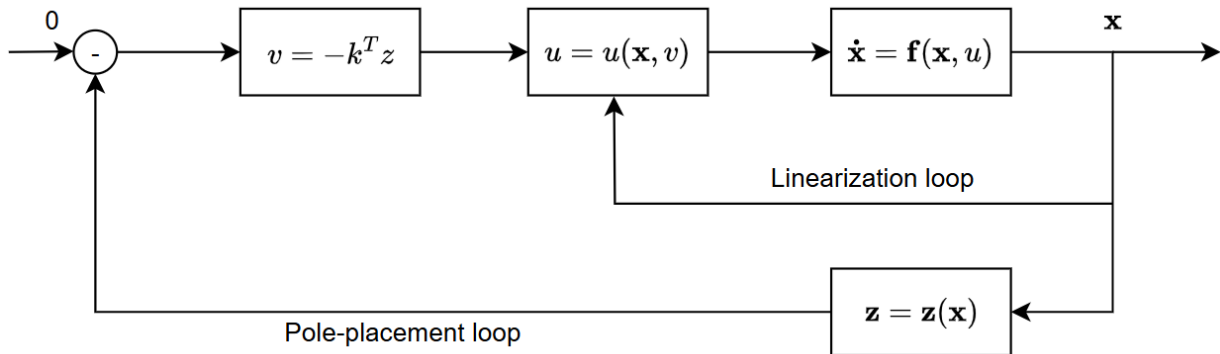 0
-
v = −k^T z
u = u(𝐱, v)
𝐱̇ = 𝐟(𝐱, u)
𝐱
Linearization loop
𝐳 = 𝐳(𝐱)
Pole-placement loop